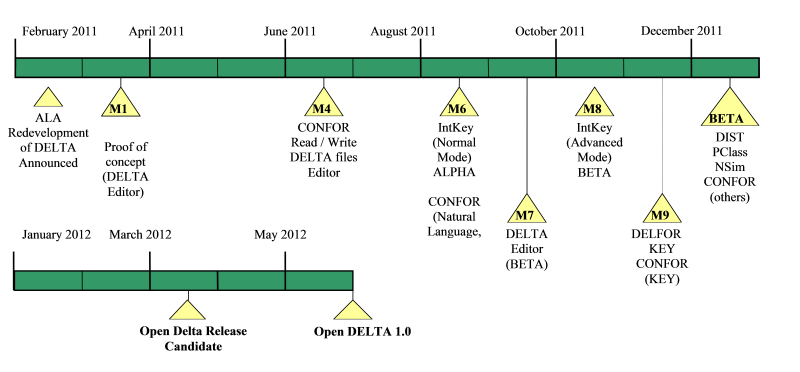 February 2011
April 2011
June 2011
August 2011
October 2011
December 2011
ALA
Redevelopment
of DELTA
Announced
M1
Proof of
concept
(DELTA
Editor)
M4
CONFOR
Read / Write
DELTA files
Editor
M6
IntKey
(Normal
Mode)
ALPHA
CONFOR
(Natural
Language,
M7
DELTA
Editor
(BETA)
M8
IntKey
(Advanced
Mode)
BETA
M9
DELFOR
KEY
CONFOR
(KEY)
BETA
DIST
PClass
NSim
CONFOR
(others)
January 2012
March 2012
May 2012
Open Delta Release
Candidate
Open DELTA 1.0